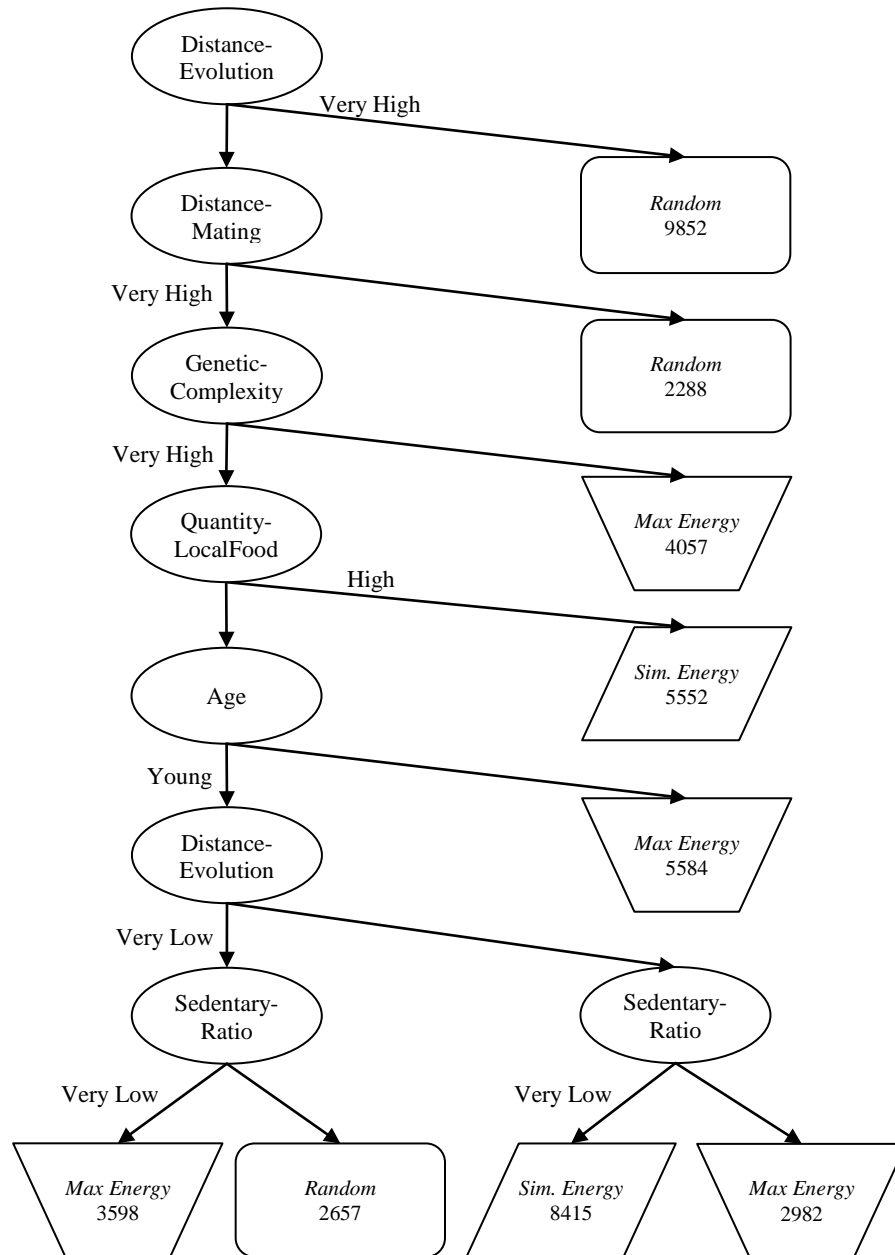 Distance-
Evolution
Very High
Distance-
Mating
Random
9852
Very High
Genetic-
Complexity
Random
2288
Very High
Quantity-
LocalFood
Max Energy
4057
High
Age
Sim. Energy
5552
Young
Distance-
Evolution
Max Energy
5584
Very Low
Sedentary-
Ratio
Sedentary-
Ratio
Very Low
Very Low
Max Energy
3598
Random
2657
Sim. Energy
8415
Max Energy
2982